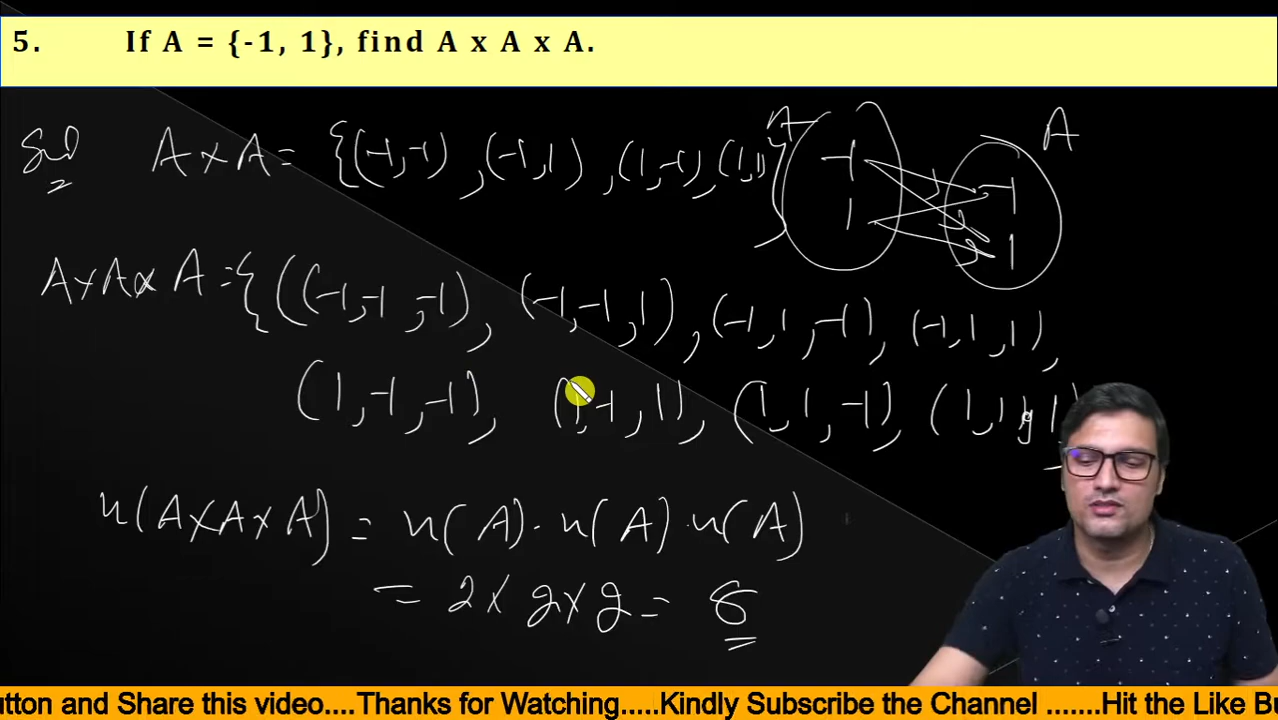 5. If A = {-1, 1}, find A x A x A.
Sol A × A = {(-1,-1), (-1,1), (1,-1), (1,1)}
A A
-1 -1
1 1
A×A×A = {((-1,-1,-1), (-1,-1,1), (-1,1,-1), (-1,1,1),
(1,-1,-1), (1,-1,1), (1,1,-1), (1,1,1
n(A×A×A) = n(A)·n(A)·n(A)
= 2×2×2 = 8
utton and Share this video....Thanks for Watching.....Kindly Subscribe the Channel .......Hit the Like Bu